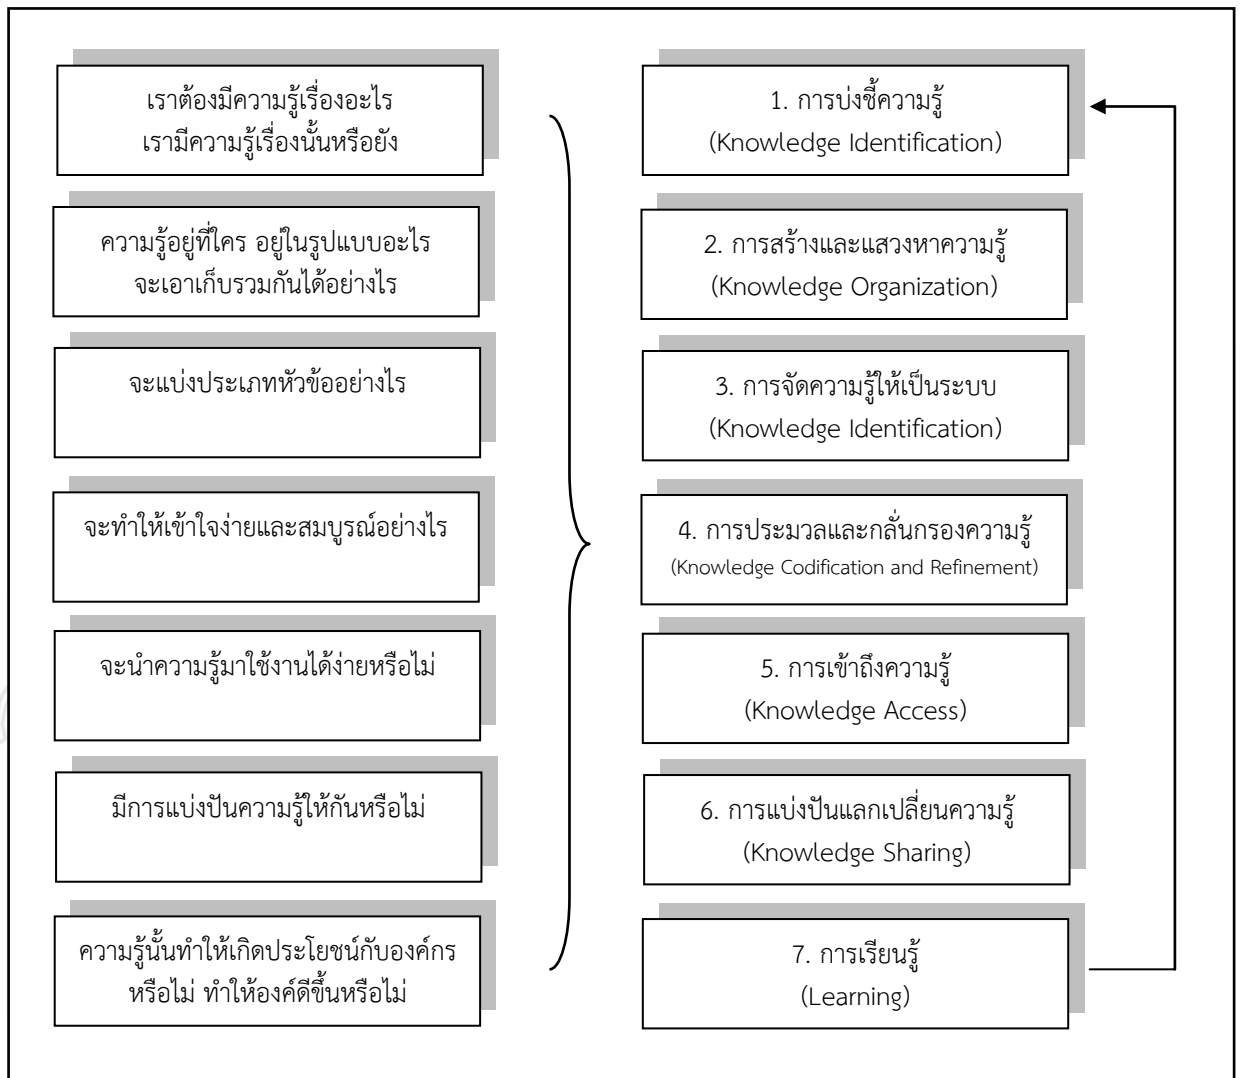 เราต้องมีความรู้เรื่องอะไร
เรามีความรู้เรื่องนั้นหรือยัง
ความรู้อยู่ที่ใคร อยู่ในรูปแบบอะไร
จะเอาเก็บรวมกันได้อย่างไร
จะแบ่งประเภทหัวข้ออย่างไร
จะทำให้เข้าใจง่ายและสมบูรณ์อย่างไร
จะนำความรู้มาใช้งานได้ง่ายหรือไม่
มีการแบ่งปันความรู้ให้กันหรือไม่
ความรู้นั้นทำให้เกิดประโยชน์กับองค์กร
หรือไม่ ทำให้องค์ดีขึ้นหรือไม่
1. การบ่งชี้ความรู้
(Knowledge Identification)
2. การสร้างและแสวงหาความรู้
(Knowledge Organization)
3. การจัดความรู้ให้เป็นระบบ
(Knowledge Identification)
4. การประมวลและกลั่นกรองความรู้
(Knowledge Codification and Refinement)
5. การเข้าถึงความรู้
(Knowledge Access)
6. การแบ่งปันแลกเปลี่ยนความรู้
(Knowledge Sharing)
7. การเรียนรู้
(Learning)